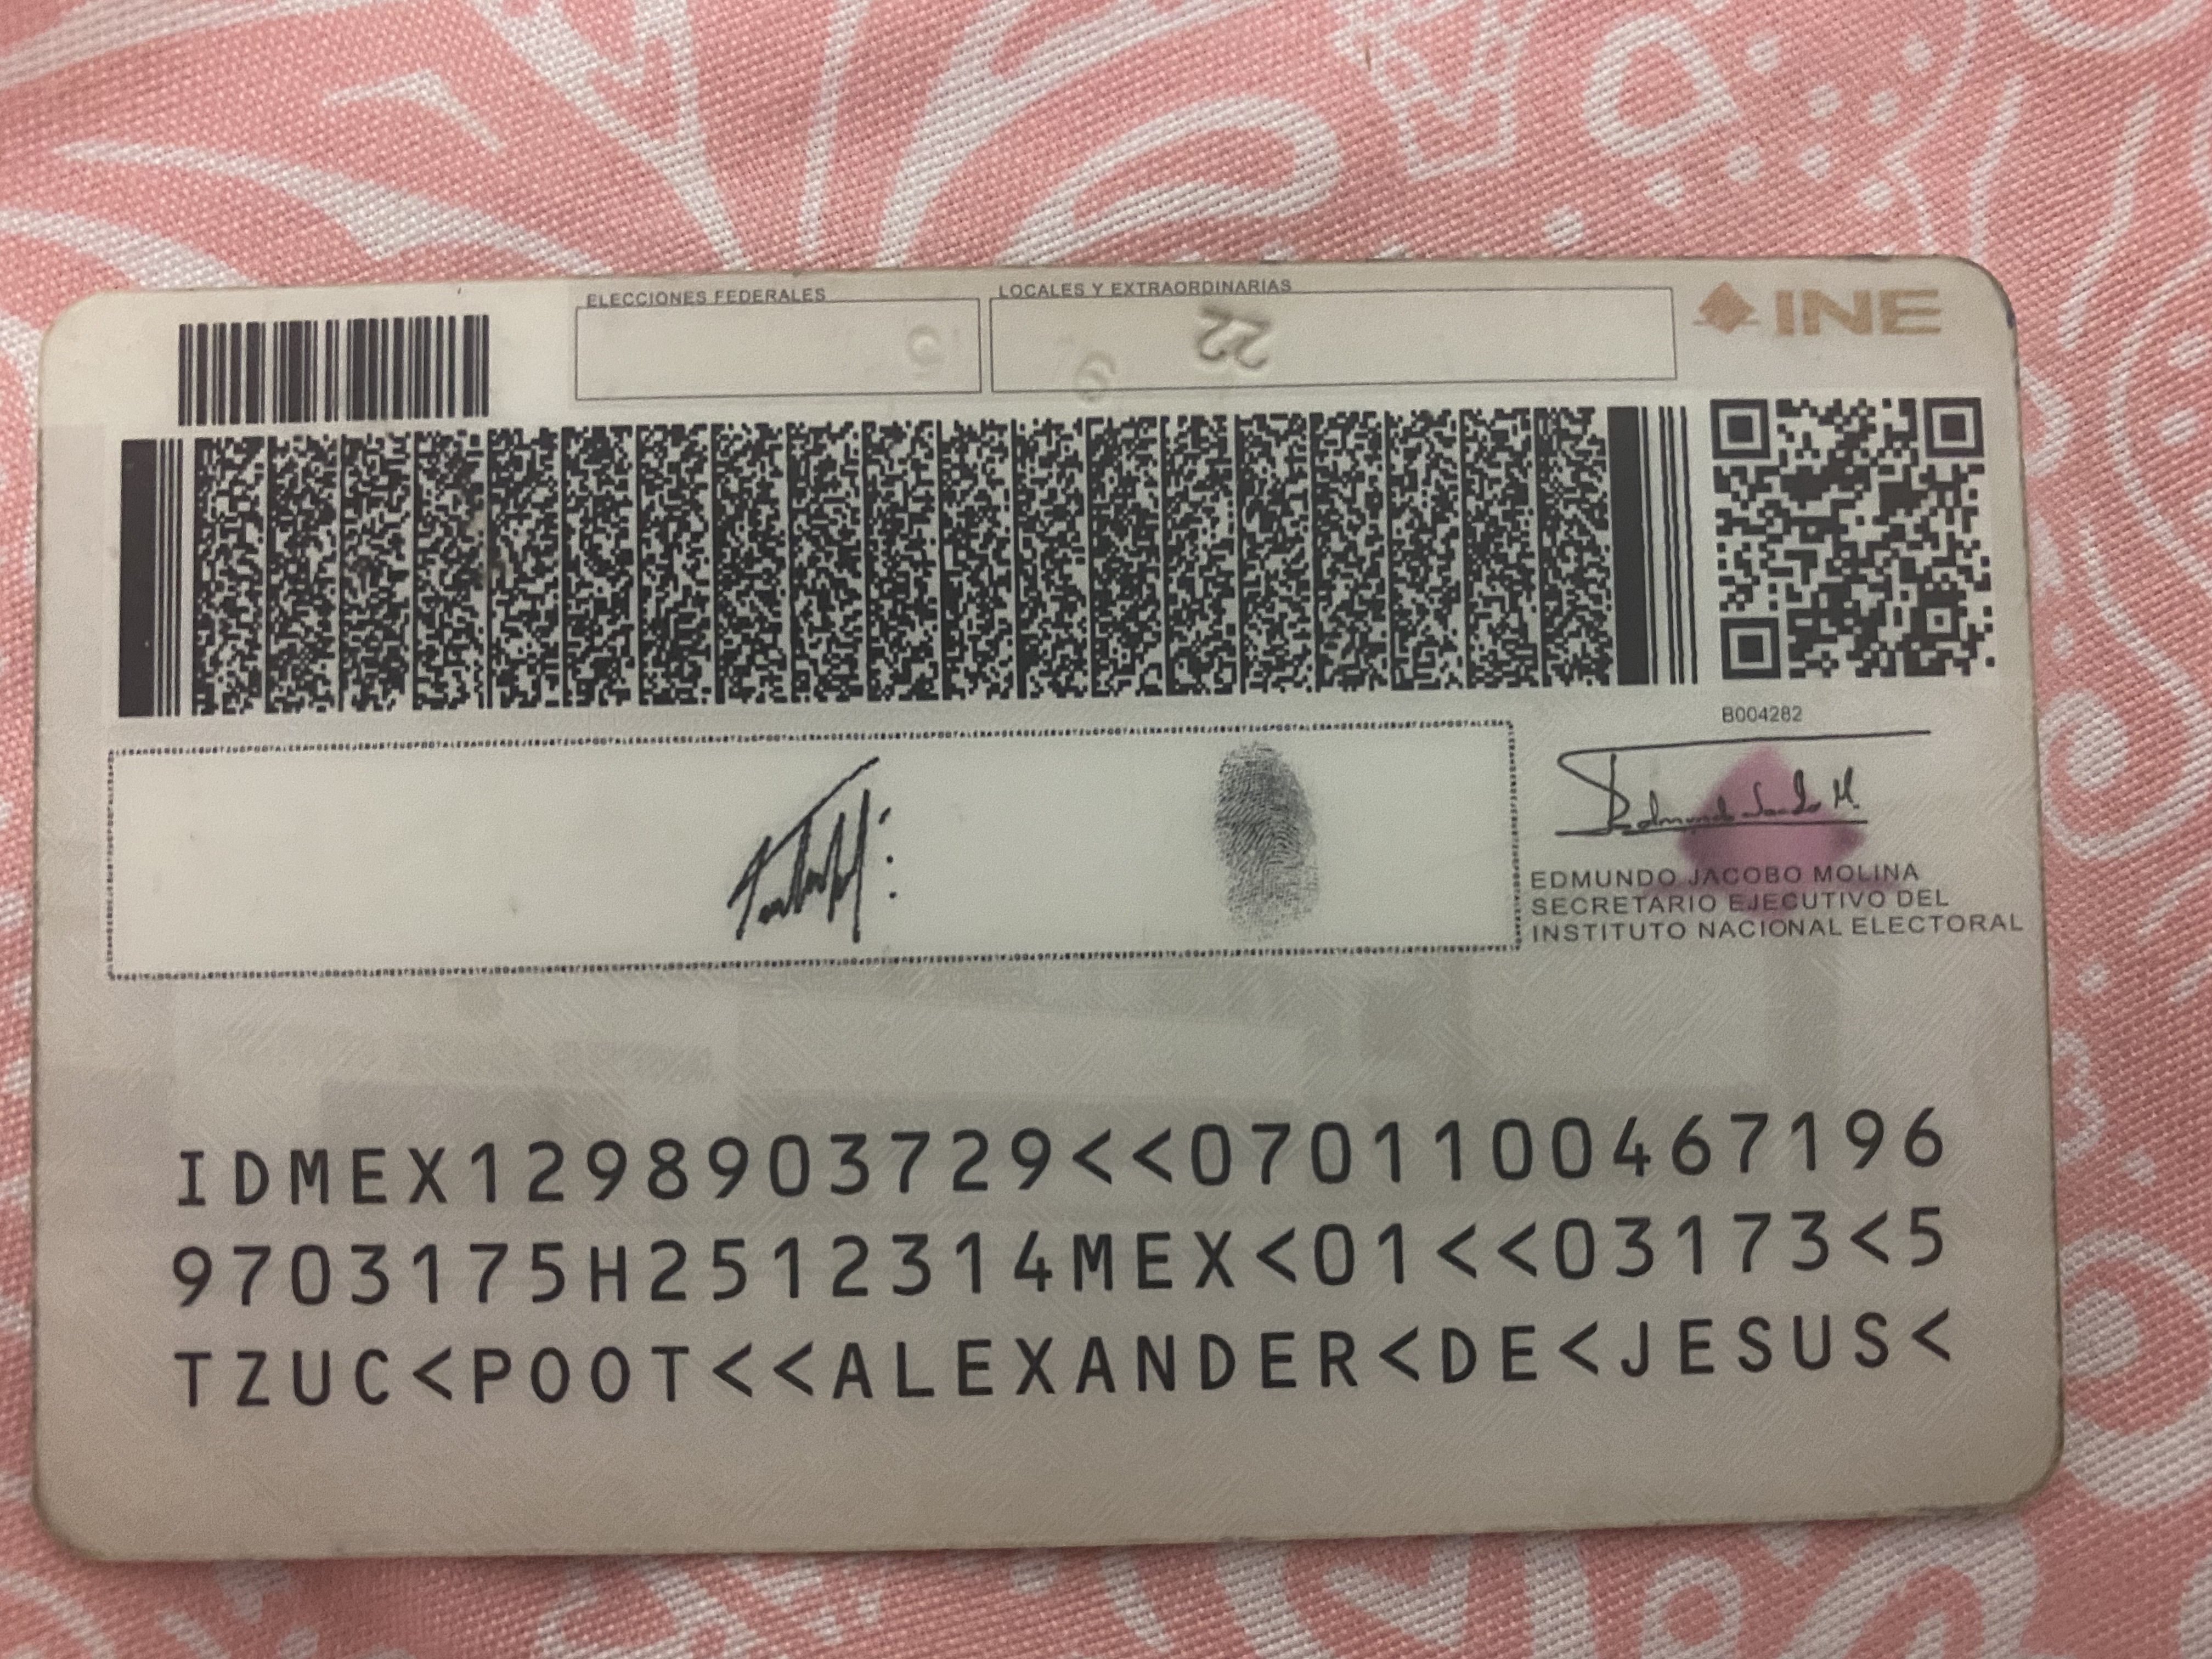 ELECCIONES FEDERALES
LOCALES Y EXTRAORDINARIAS
INE
22
B004282
EDMUNDO JACOBO MOLINA
SECRETARIO EJECUTIVO DEL
INSTITUTO NACIONAL ELECTORAL
IDMEX1298903729<<0701100467196
9703175H2512314MEX<01<<03173<5
TZUC<POOT<<ALEXANDER<DE<JESUS<